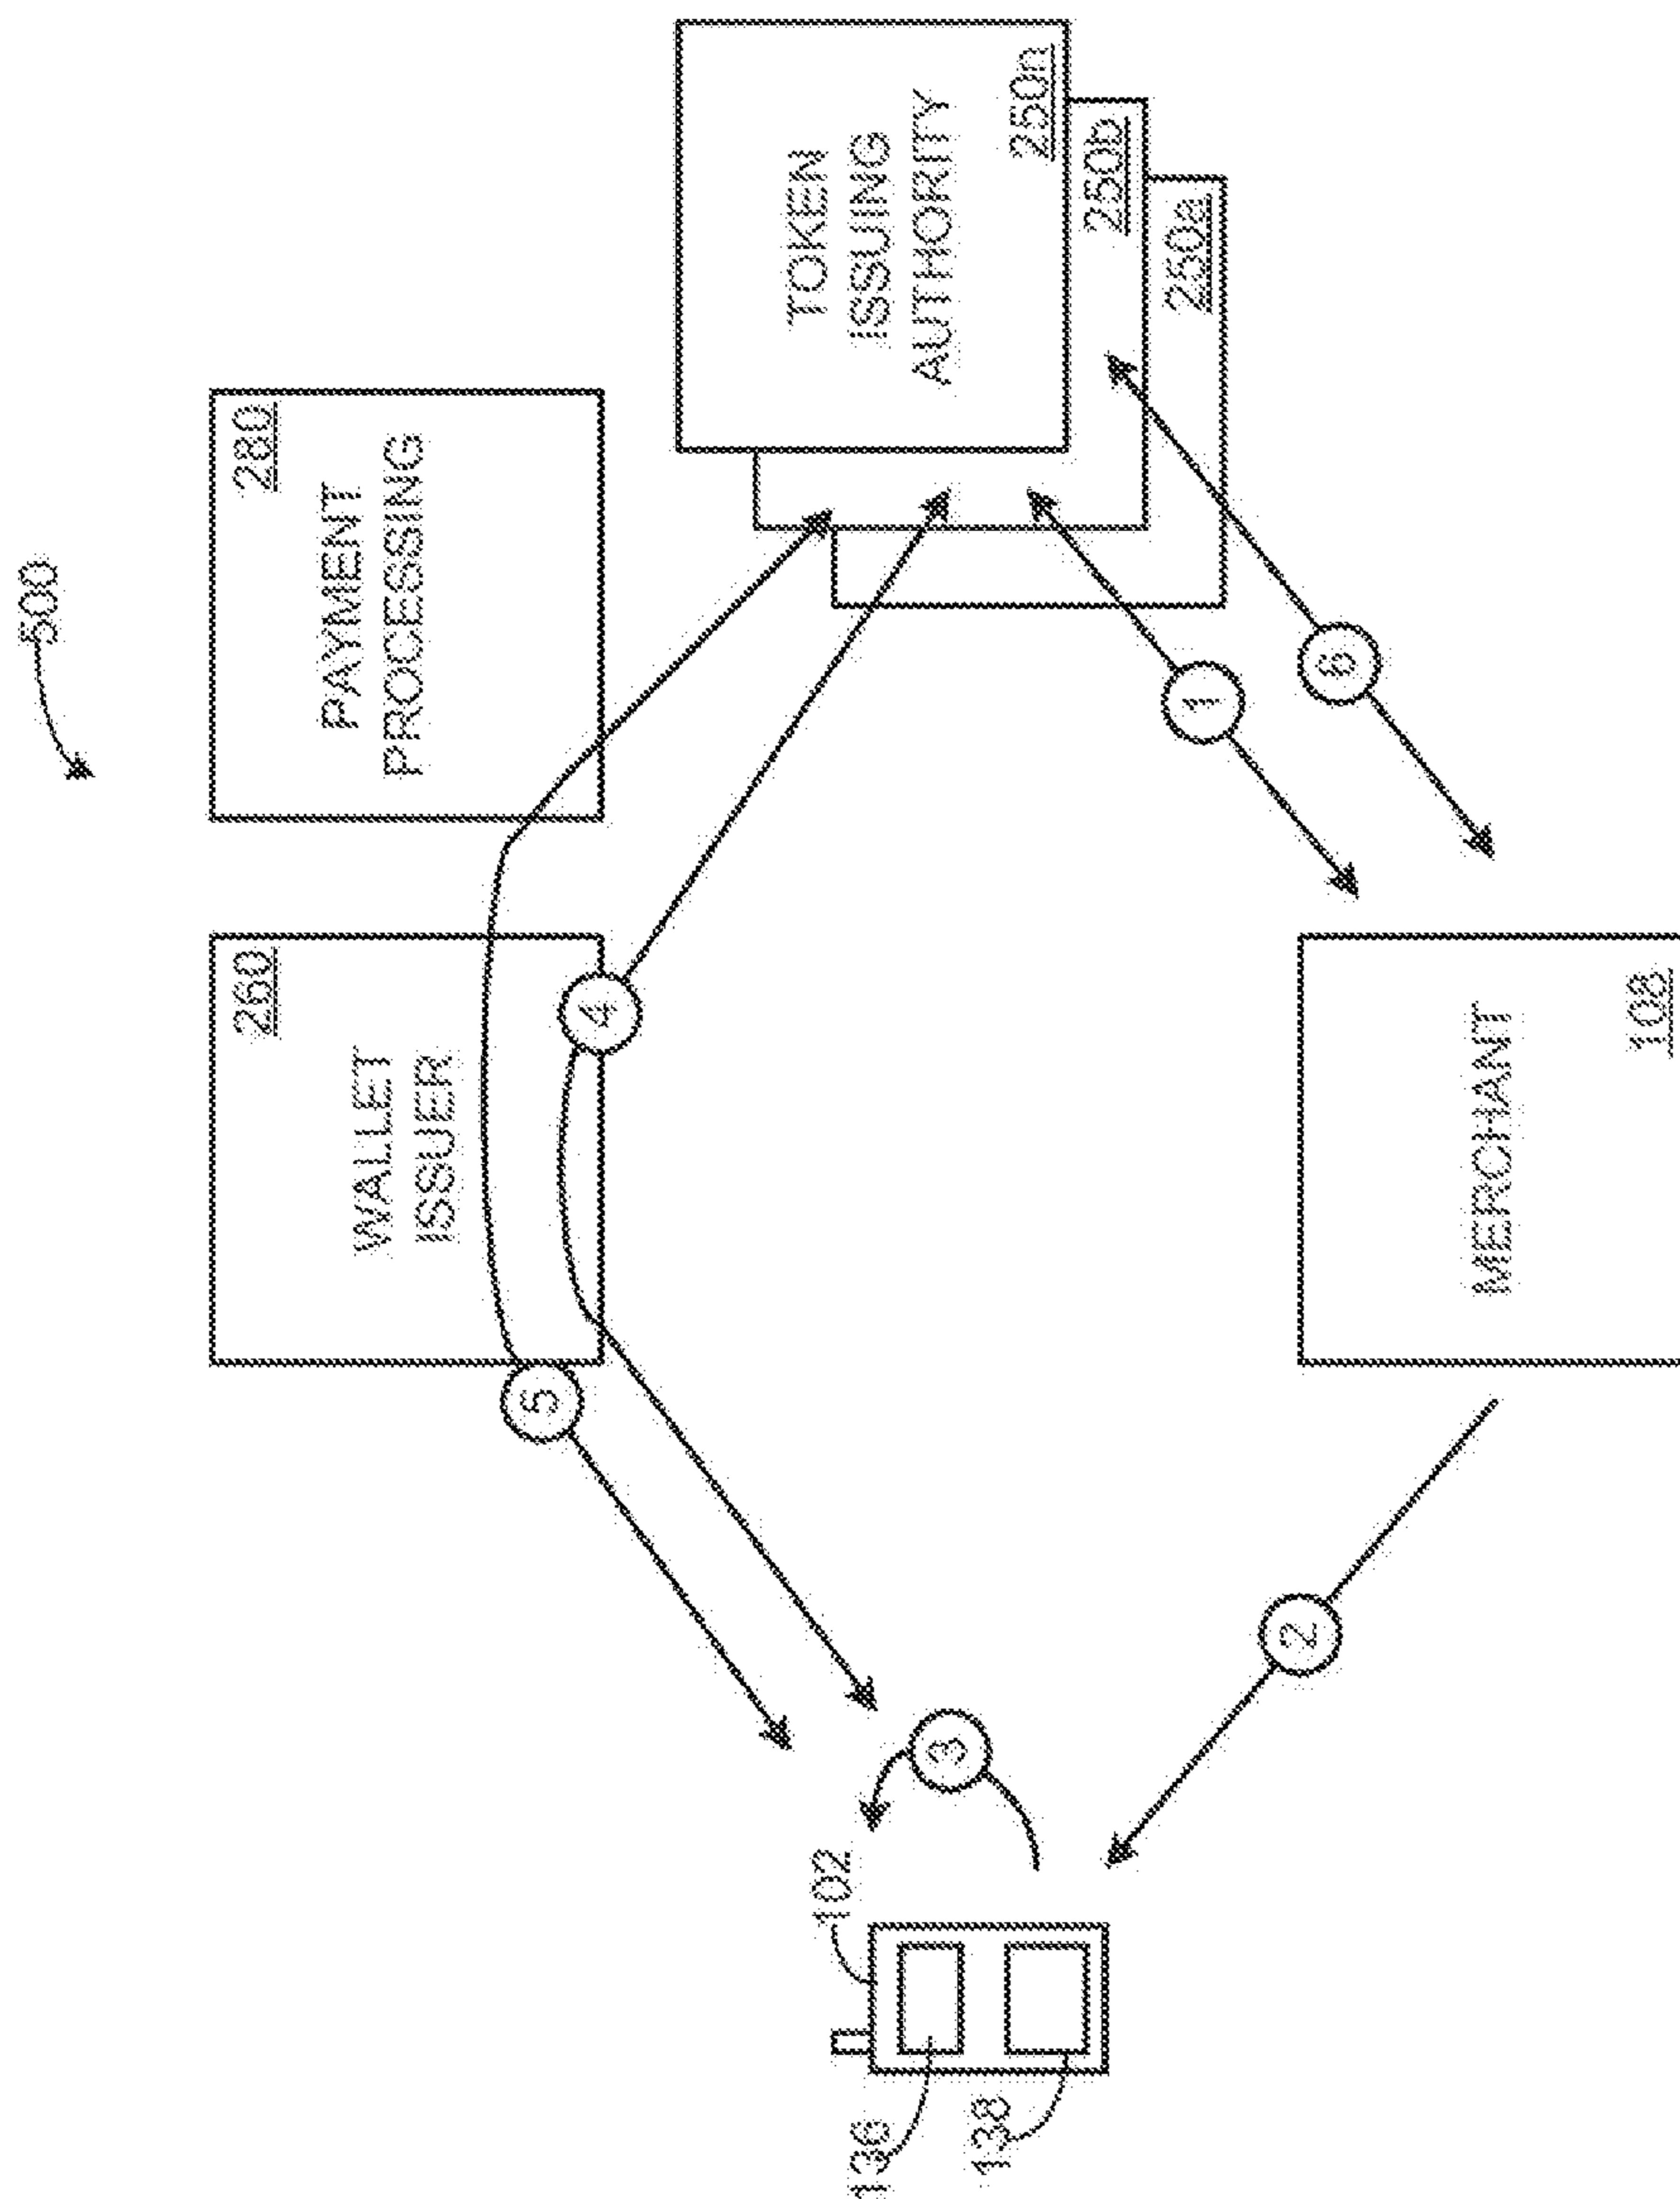 500
PAYMENT
PROCESSING
280
WALLET
ISSUER
260
TOKEN
ISSUING
AUTHORITY
250n
250b
250a
5
4
1
6
3
2
102
136
138
MERCHANT
108